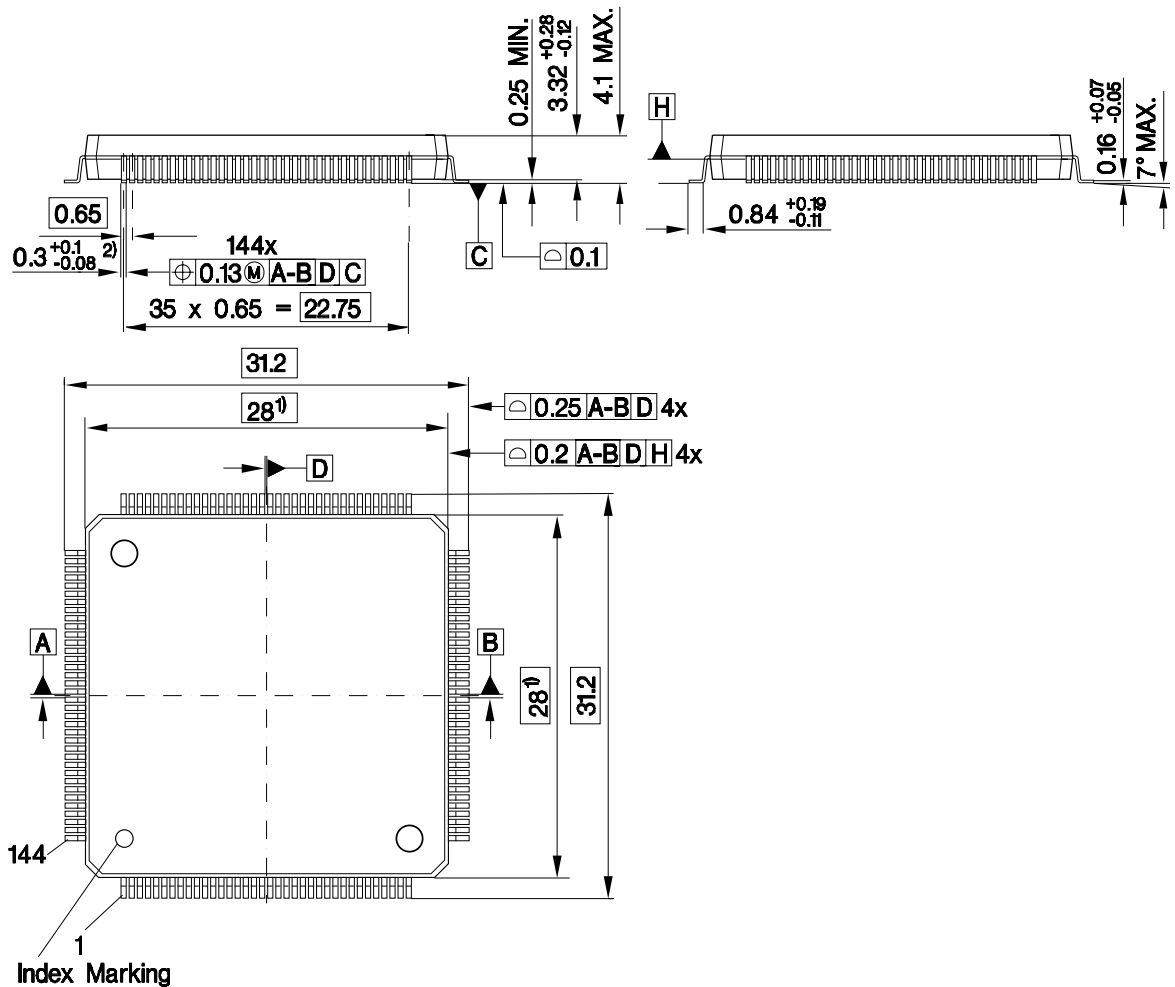 0.25 MIN.
3.32 +0.28 -0.12
4.1 MAX.
H
0.16 +0.07 -0.05
7° MAX.
0.65
0.3 +0.1 -0.08 2)
144x
0.13 Ⓜ A-B D C
35 x 0.65 = 22.75
C
0.1
0.84 +0.19 -0.11
31.2
28 1)
0.25 A-B D 4x
0.2 A-B D H 4x
D
A
B
28 1)
31.2
144
1
Index Marking